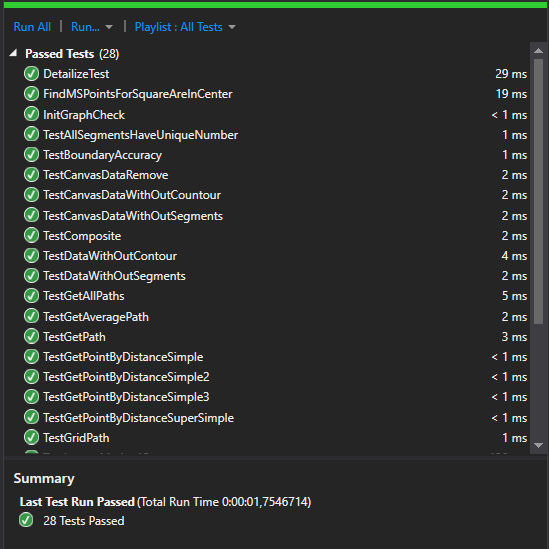 Run All | Run... | Playlist : All Tests
Passed Tests (28)
DetailizeTest 29 ms
FindMSPointsForSquareAreInCenter 19 ms
InitGraphCheck < 1 ms
TestAllSegmentsHaveUniqueNumber 1 ms
TestBoundaryAccuracy 1 ms
TestCanvasDataRemove 2 ms
TestCanvasDataWithOutCountour 2 ms
TestCanvasDataWithOutSegments 2 ms
TestComposite 2 ms
TestDataWithOutContour 4 ms
TestDataWithOutSegments 2 ms
TestGetAllPaths 5 ms
TestGetAveragePath 2 ms
TestGetPath 3 ms
TestGetPointByDistanceSimple < 1 ms
TestGetPointByDistanceSimple2 < 1 ms
TestGetPointByDistanceSimple3 < 1 ms
TestGetPointByDistanceSuperSimple < 1 ms
TestGridPath 1 ms
Summary
Last Test Run Passed (Total Run Time 0:00:01,7546714)
28 Tests Passed